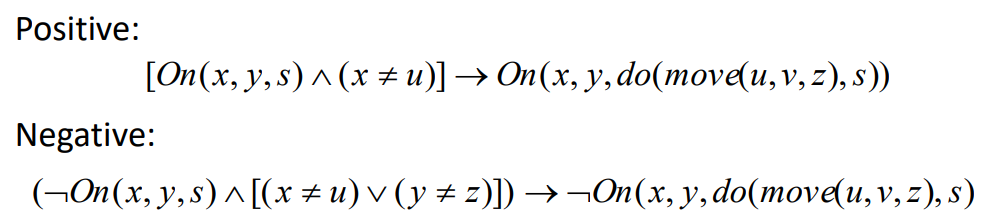 Positive:
[On(x, y, s) ∧ (x ≠ u)] → On(x, y, do(move(u, v, z), s))
Negative:
(¬On(x, y, s) ∧ [(x ≠ u) ∨ (y ≠ z)]) → ¬On(x, y, do(move(u, v, z), s)